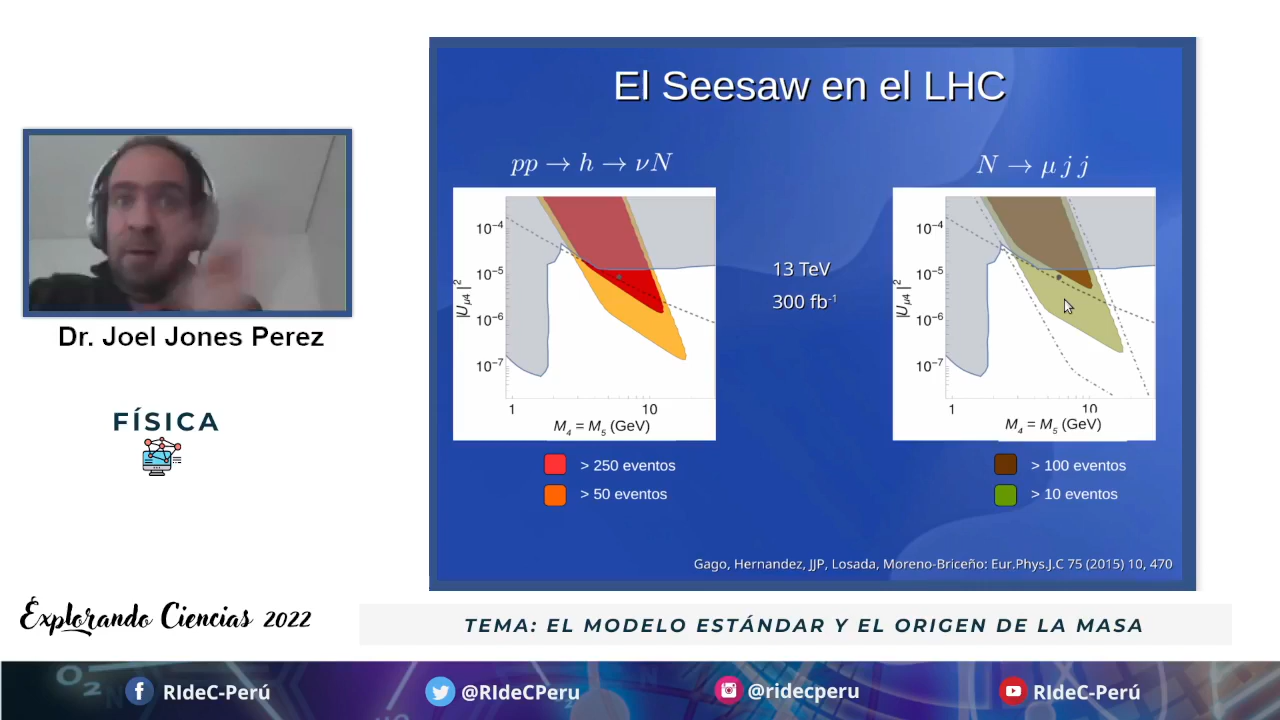 El Seesaw en el LHC
pp → h → νN
N → μ j j
10⁻⁴
10⁻⁵
10⁻⁶
10⁻⁷
|U_μ4|²
1
10
M₄ = M₅ (GeV)
13 TeV
300 fb⁻¹
10⁻⁴
10⁻⁵
10⁻⁶
10⁻⁷
|U_μ4|²
1
10
M₄ = M₅ (GeV)
> 250 eventos
> 50 eventos
> 100 eventos
> 10 eventos
Gago, Hernandez, JJP, Losada, Moreno-Briceño: Eur.Phys.J.C 75 (2015) 10, 470
Dr. Joel Jones Perez
FÍSICA
Explorando Ciencias 2022
TEMA: EL MODELO ESTÁNDAR Y EL ORIGEN DE LA MASA
O₂
N
RIdeC-Perú
@RIdeCPeru
@ridecperu
RIdeC-Perú